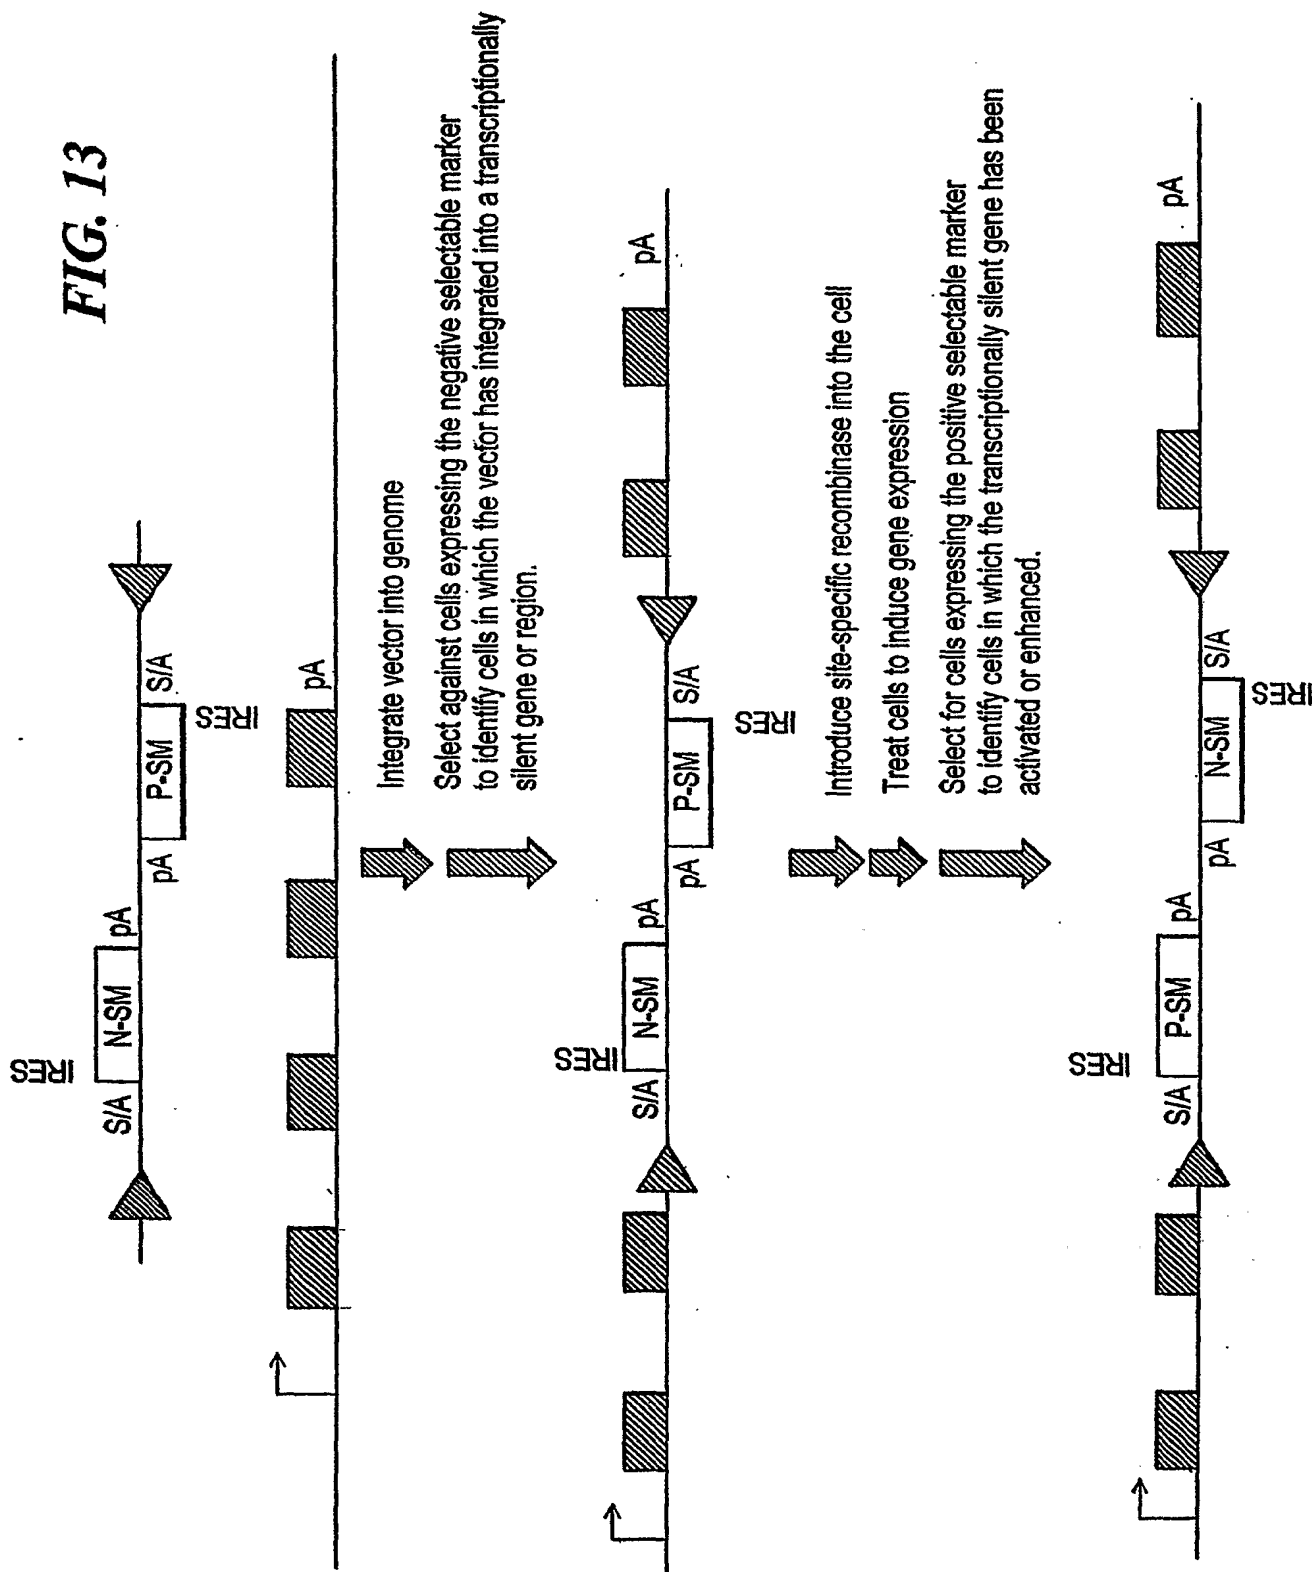 FIG. 13
IRES
S/A N-SM pA
pA P-SM S/A
IRES
pA
Integrate vector into genome
Select against cells expressing the negative selectable marker
to identify cells in which the vector has integrated into a transcriptionally
silent gene or region.
IRES
S/A N-SM pA
pA P-SM S/A
IRES
pA
Introduce site-specific recombinase into the cell
Treat cells to induce gene expression
Select for cells expressing the positive selectable marker
to identify cells in which the transcriptionally silent gene has been
activated or enhanced.
IRES
S/A P-SM pA
pA N-SM S/A
IRES
pA